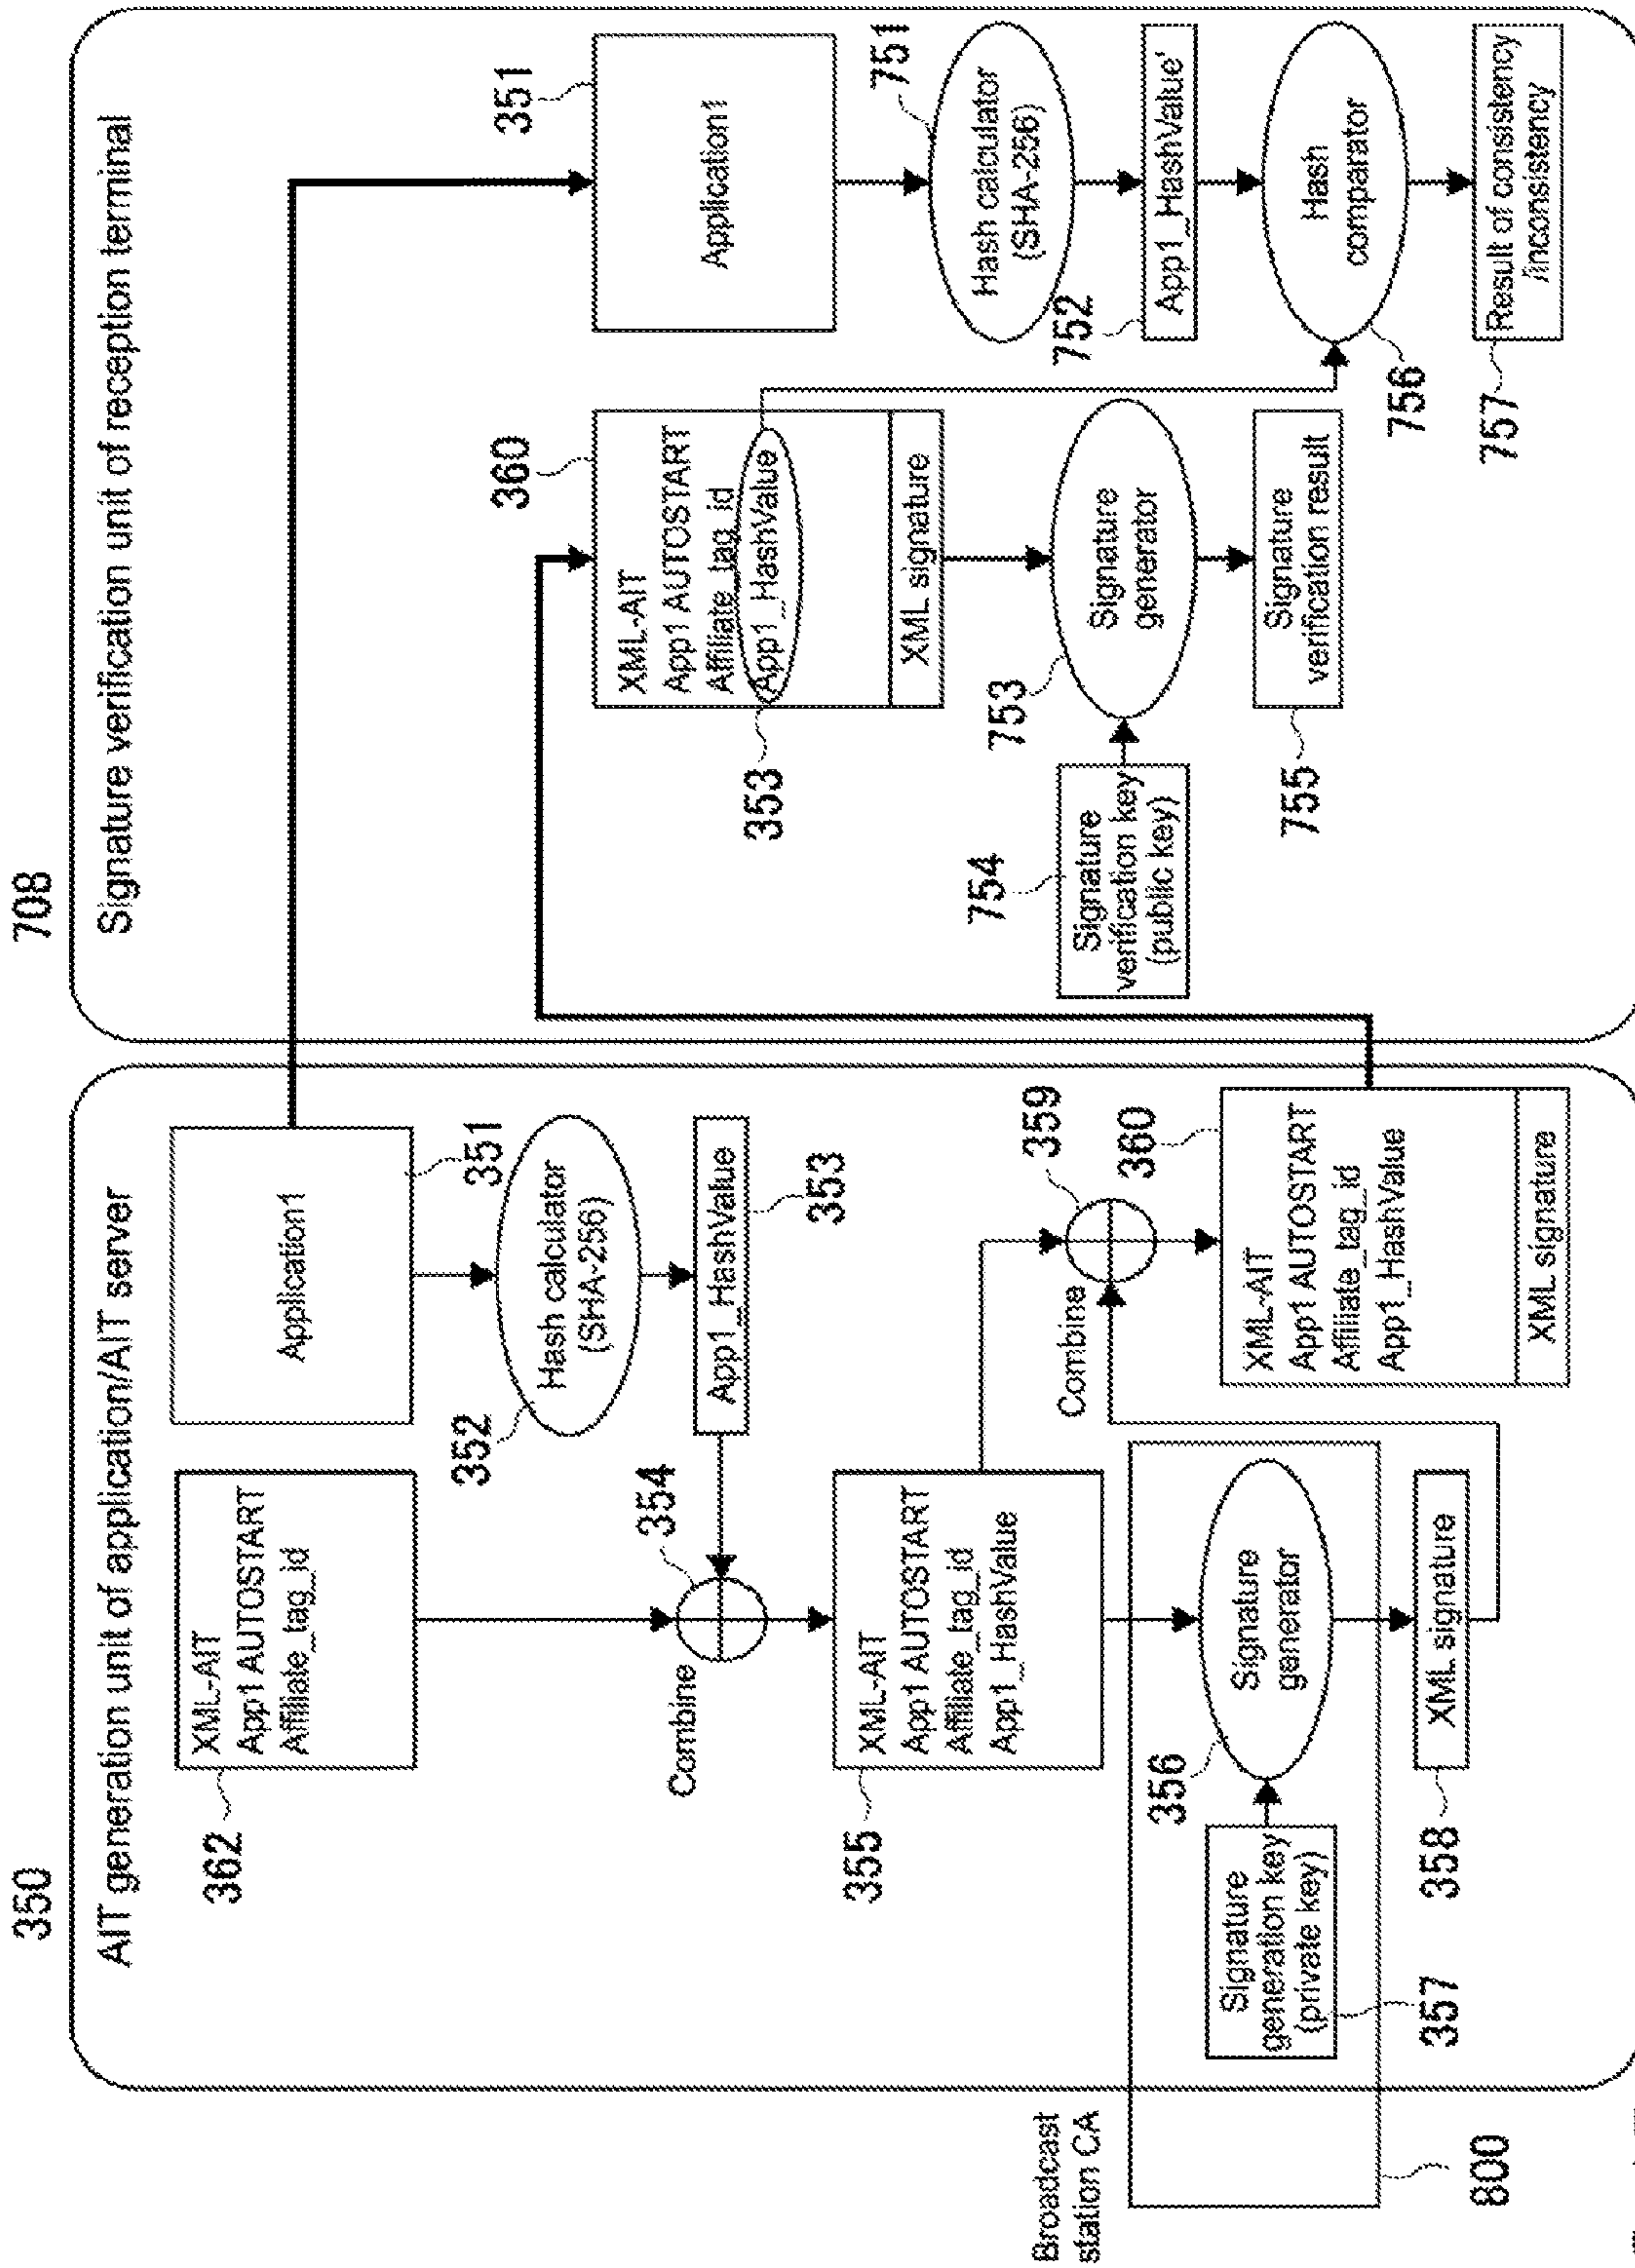 350
AIT generation unit of application/AIT server
362
XML-AIT
App1 AUTOSTART
Affiliate_tag_id
Application1
351
352
Hash calculator
(SHA-256)
App1_HashValue
353
354
Combine
355
XML-AIT
App1 AUTOSTART
Affiliate_tag_id
App1_HashValue
Combine
359
360
XML-AIT
App1 AUTOSTART
Affiliate_tag_id
App1_HashValue
XML signature
Broadcast
station CA
800
356
Signature
generator
Signature
generation key
(private key)
357
358
XML signature
708
Signature verification unit of reception terminal
360
XML-AIT
App1 AUTOSTART
Affiliate_tag_id
App1_HashValue
XML signature
353
351
Application1
751
Hash calculator
(SHA-256)
752
App1_HashValue'
753
Signature
generator
754
Signature
verification key
(public key)
755
Signature
verification result
Hash
comparator
756
757
Result of consistency
/inconsistency